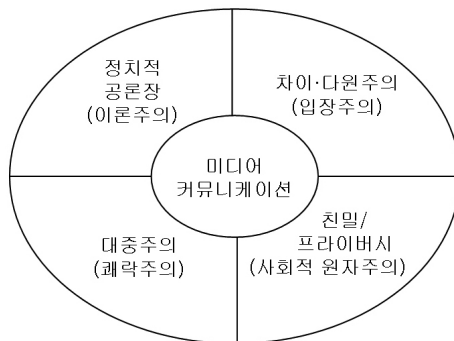 정치적
공론장
(이론주의)
차이·다원주의
(입장주의)
미디어
커뮤니케이션
대중주의
(쾌락주의)
친밀/
프라이버시
(사회적 원자주의)